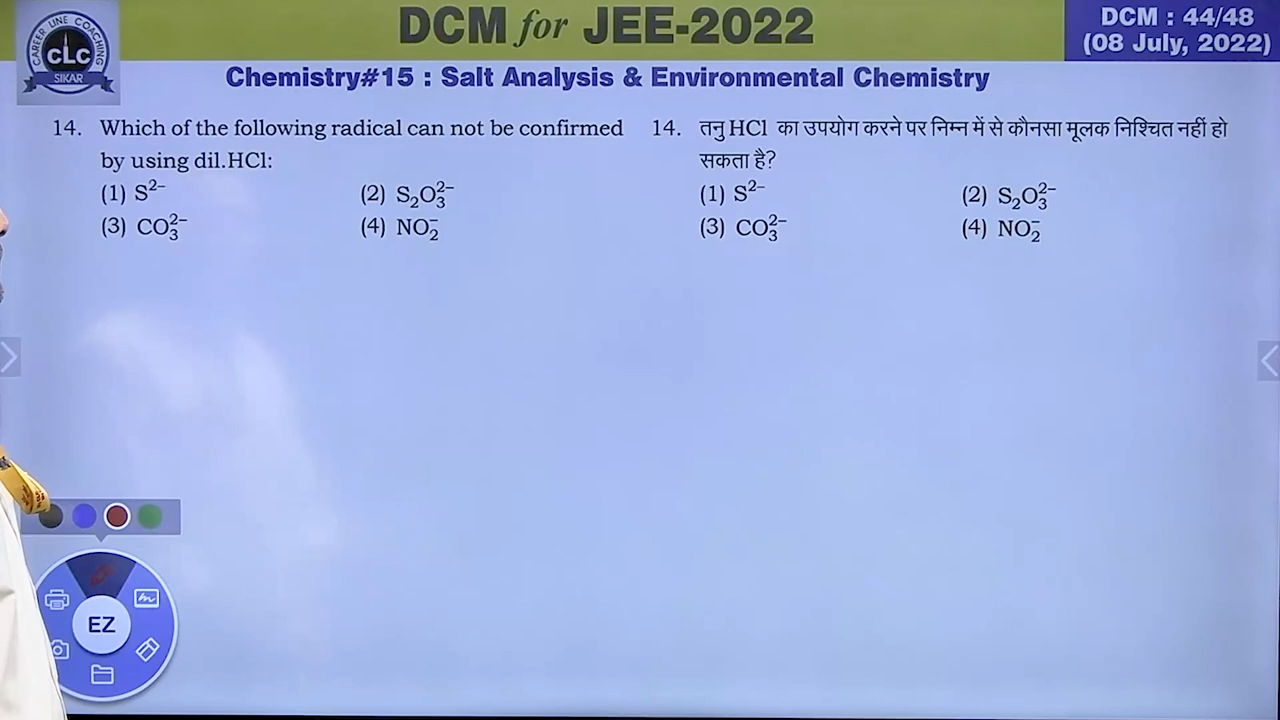 CAREER LINE COACHING
CLC
SIKAR
DCM for JEE-2022
DCM : 44/48
(08 July, 2022)
Chemistry#15 : Salt Analysis & Environmental Chemistry
14. Which of the following radical can not be confirmed
by using dil.HCl:
(1) S²⁻ (2) S₂O₃²⁻
(3) CO₃²⁻ (4) NO₂⁻
14. तनु HCl का उपयोग करने पर निम्न में से कौनसा मूलक निश्चित नहीं हो
सकता है?
(1) S²⁻ (2) S₂O₃²⁻
(3) CO₃²⁻ (4) NO₂⁻
EZ